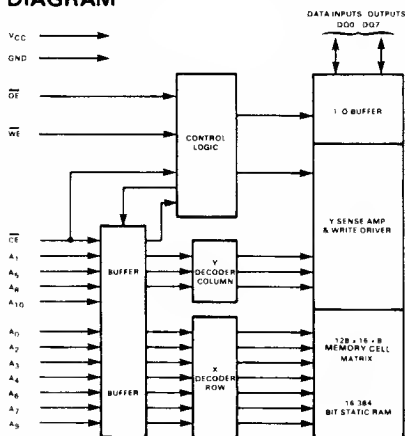 DIAGRAM
DATA INPUTS OUTPUTS
DQ0 DQ7
VCC
GND
OE
WE
CONTROL
LOGIC
I O BUFFER
Y SENSE AMP
& WRITE DRIVER
CE
A1
A5
A8
A10
BUFFER
Y
DECODER
COLUMN
A0
A2
A3
A4
A6
A7
A9
BUFFER
X
DECODER
ROW
128 x 16 x 8
MEMORY CELL
MATRIX
16 384
BIT STATIC RAM